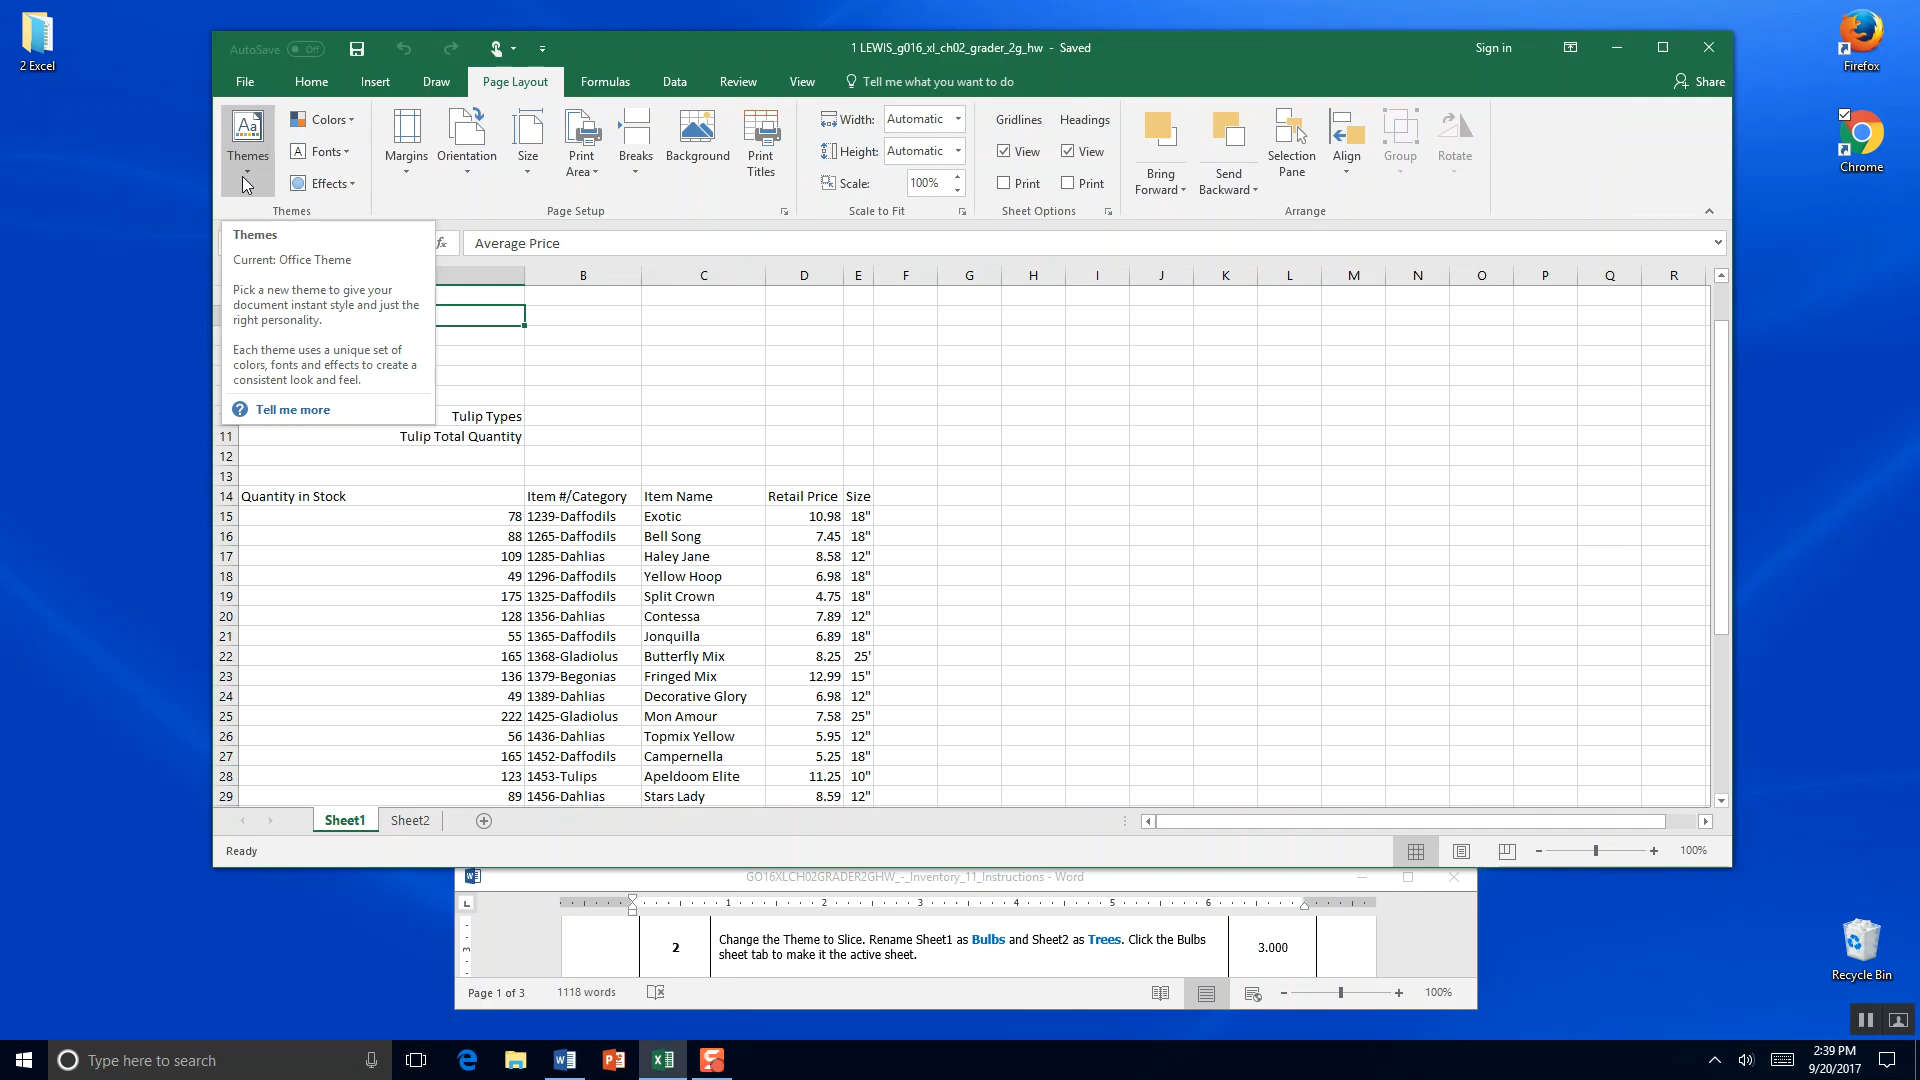 2 Excel
Firefox
Chrome
Recycle Bin
AutoSave Off
1 LEWIS_g016_xl_ch02_grader_2g_hw - Saved
Sign in
File Home Insert Draw Page Layout Formulas Data Review View Tell me what you want to do Share
Themes
Colors
Fonts
Effects
Themes
Margins
Orientation
Size
Print
Area
Breaks
Background
Print
Titles
Page Setup
Width: Automatic
Height: Automatic
Scale: 100%
Scale to Fit
Gridlines Headings
View View
Print Print
Sheet Options
Bring
Forward
Send
Backward
Selection
Pane
Align
Group
Rotate
Arrange
fx Average Price
Themes
Current: Office Theme
Pick a new theme to give your
document instant style and just the
right personality.
Each theme uses a unique set of
colors, fonts and effects to create a
consistent look and feel.
? Tell me more
B C D E F G H I J K L M N O P Q R
Tulip Types
11 Tulip Total Quantity
12
13
14 Quantity in Stock Item #/Category Item Name Retail Price Size
15 78 1239-Daffodils Exotic 10.98 18"
16 88 1265-Daffodils Bell Song 7.45 18"
17 109 1285-Dahlias Haley Jane 8.58 12"
18 49 1296-Daffodils Yellow Hoop 6.98 18"
19 175 1325-Daffodils Split Crown 4.75 18"
20 128 1356-Dahlias Contessa 7.89 12"
21 55 1365-Daffodils Jonquilla 6.89 18"
22 165 1368-Gladiolus Butterfly Mix 8.25 25'
23 136 1379-Begonias Fringed Mix 12.99 15"
24 49 1389-Dahlias Decorative Glory 6.98 12"
25 222 1425-Gladiolus Mon Amour 7.58 25"
26 56 1436-Dahlias Topmix Yellow 5.95 12"
27 165 1452-Daffodils Campernella 5.25 18"
28 123 1453-Tulips Apeldoom Elite 11.25 10"
29 89 1456-Dahlias Stars Lady 8.59 12"
Sheet1 Sheet2
Ready 100%
GO16XLCH02GRADER2GHW_-_Inventory_11_Instructions - Word
1 2 3 4 5 6
3
2 Change the Theme to Slice. Rename Sheet1 as Bulbs and Sheet2 as Trees. Click the Bulbs 3.000
sheet tab to make it the active sheet.
Page 1 of 3 1118 words 100%
Type here to search
2:39 PM
9/20/2017